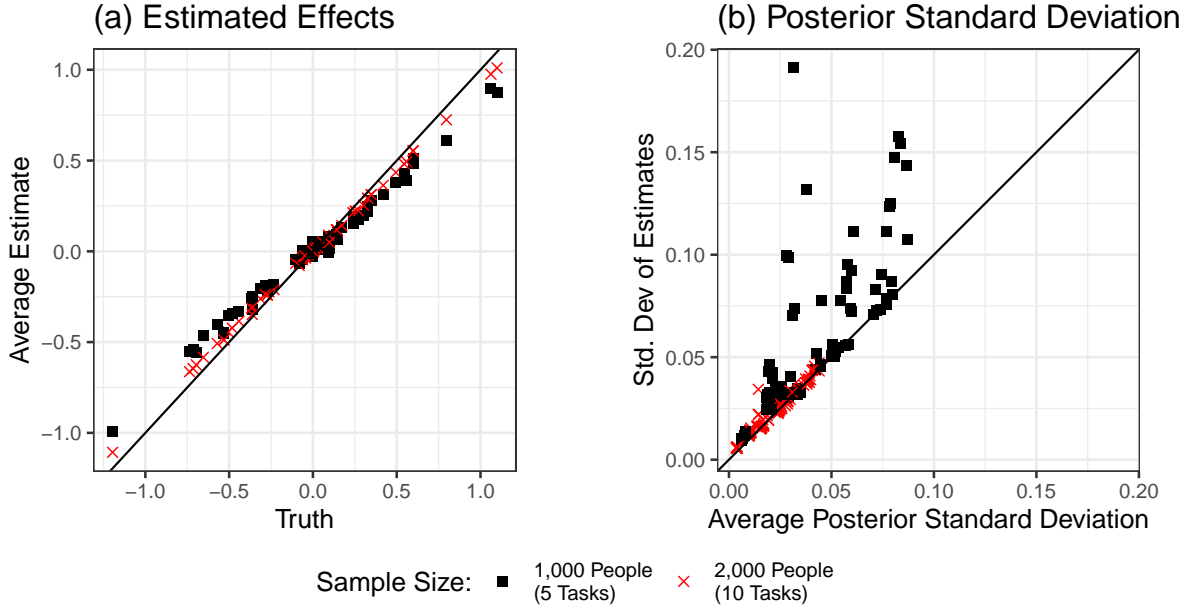 (a) Estimated Effects
1.0
0.5
0.0
−0.5
−1.0
Average Estimate
−1.0 −0.5 0.0 0.5 1.0
Truth
(b) Posterior Standard Deviation
0.20
0.15
0.10
0.05
0.00
Std. Dev of Estimates
0.00 0.05 0.10 0.15 0.20
Average Posterior Standard Deviation
Sample Size:
1,000 People
(5 Tasks)
2,000 People
(10 Tasks)